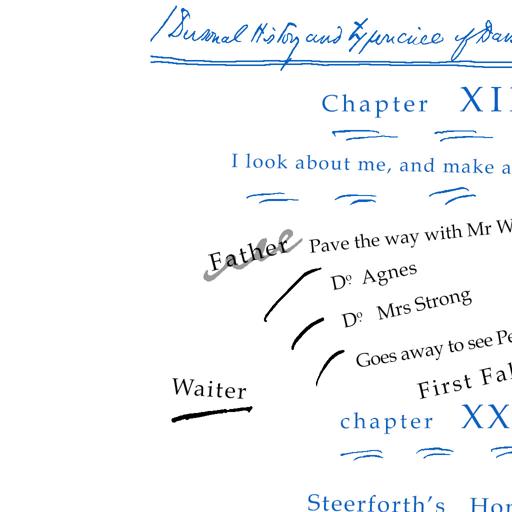 Personal History and Experience of Dav
Chapter XI
I look about me, and make a
Father Pave the way with Mr W
Dº Agnes
Dº Mrs Strong
Goes away to see Pe
Waiter
First Fal
chapter XX
Steerforth's Hom